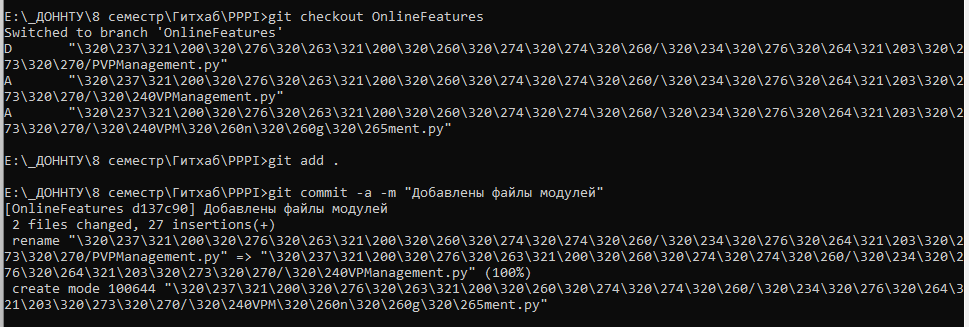 E:\_ДОННТУ\8 семестр\Гитхаб\PPPI>git checkout OnlineFeatures
Switched to branch 'OnlineFeatures'
D       "\320\237\321\200\320\276\320\263\321\200\320\260\320\274\320\274\320\260/\320\234\320\276\320\264\321\203\320\2
73\320\270/PVPManagement.py"
A       "\320\237\321\200\320\276\320\263\321\200\320\260\320\274\320\274\320\260/\320\234\320\276\320\264\321\203\320\2
73\320\270/\320\240VPManagement.py"
A       "\320\237\321\200\320\276\320\263\321\200\320\260\320\274\320\274\320\260/\320\234\320\276\320\264\321\203\320\2
73\320\270/\320\240VPM\320\260n\320\260g\320\265ment.py"
E:\_ДОННТУ\8 семестр\Гитхаб\PPPI>git add .
E:\_ДОННТУ\8 семестр\Гитхаб\PPPI>git commit -a -m "Добавлены файлы модулей"
[OnlineFeatures d137c90] Добавлены файлы модулей
 2 files changed, 27 insertions(+)
 rename "\320\237\321\200\320\276\320\263\321\200\320\260\320\274\320\274\320\260/\320\234\320\276\320\264\321\203\320\2
73\320\270/PVPManagement.py" => "\320\237\321\200\320\276\320\263\321\200\320\260\320\274\320\274\320\260/\320\234\320\2
76\320\264\321\203\320\273\320\270/\320\240VPManagement.py" (100%)
 create mode 100644 "\320\237\321\200\320\276\320\263\321\200\320\260\320\274\320\274\320\260/\320\234\320\276\320\264\3
21\203\320\273\320\270/\320\240VPM\320\260n\320\260g\320\265ment.py"